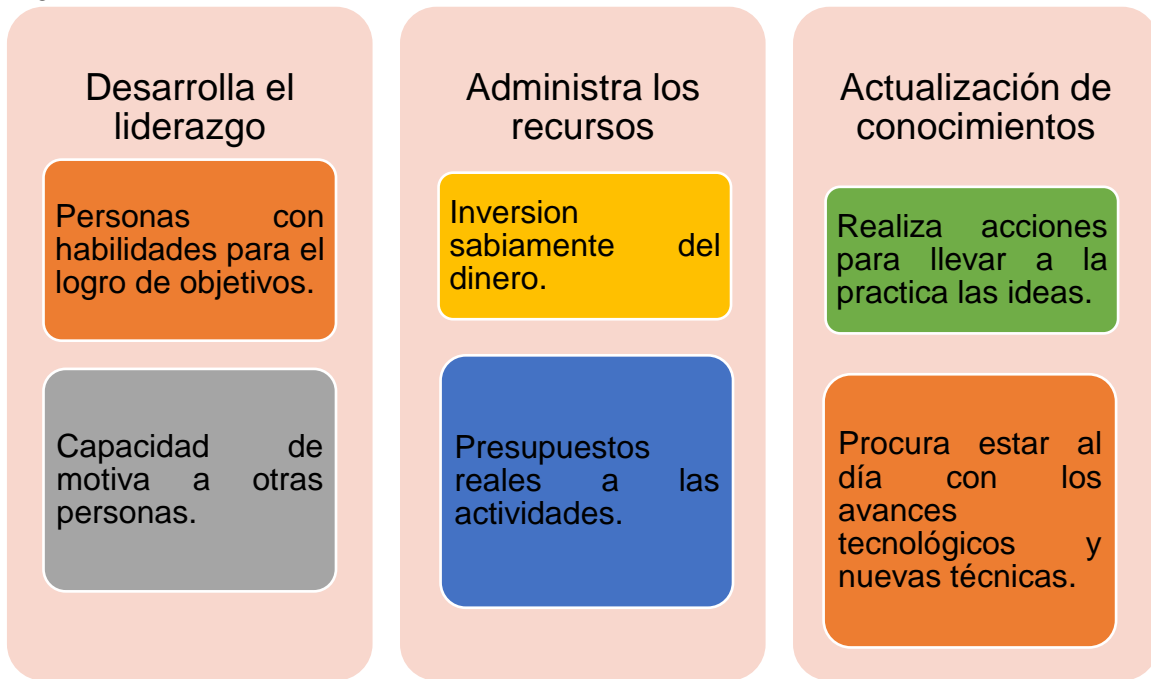 Desarrolla el
liderazgo
Personas con
habilidades para el
logro de objetivos.
Capacidad de
motiva a otras
personas.
Administra los
recursos
Inversion
sabiamente del
dinero.
Presupuestos
reales a las
actividades.
Actualización de
conocimientos
Realiza acciones
para llevar a la
practica las ideas.
Procura estar al
día con los
avances
tecnológicos y
nuevas técnicas.